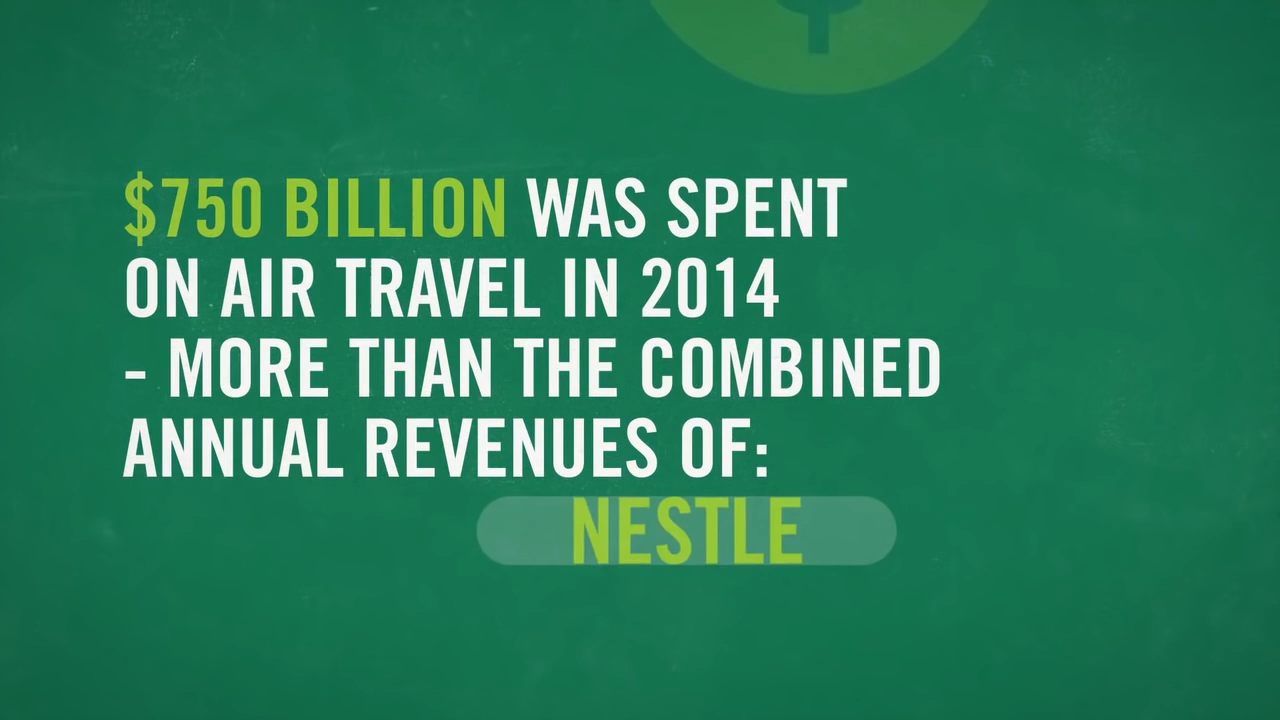 $750 BILLION WAS SPENT
ON AIR TRAVEL IN 2014
- MORE THAN THE COMBINED
ANNUAL REVENUES OF:
NESTLE